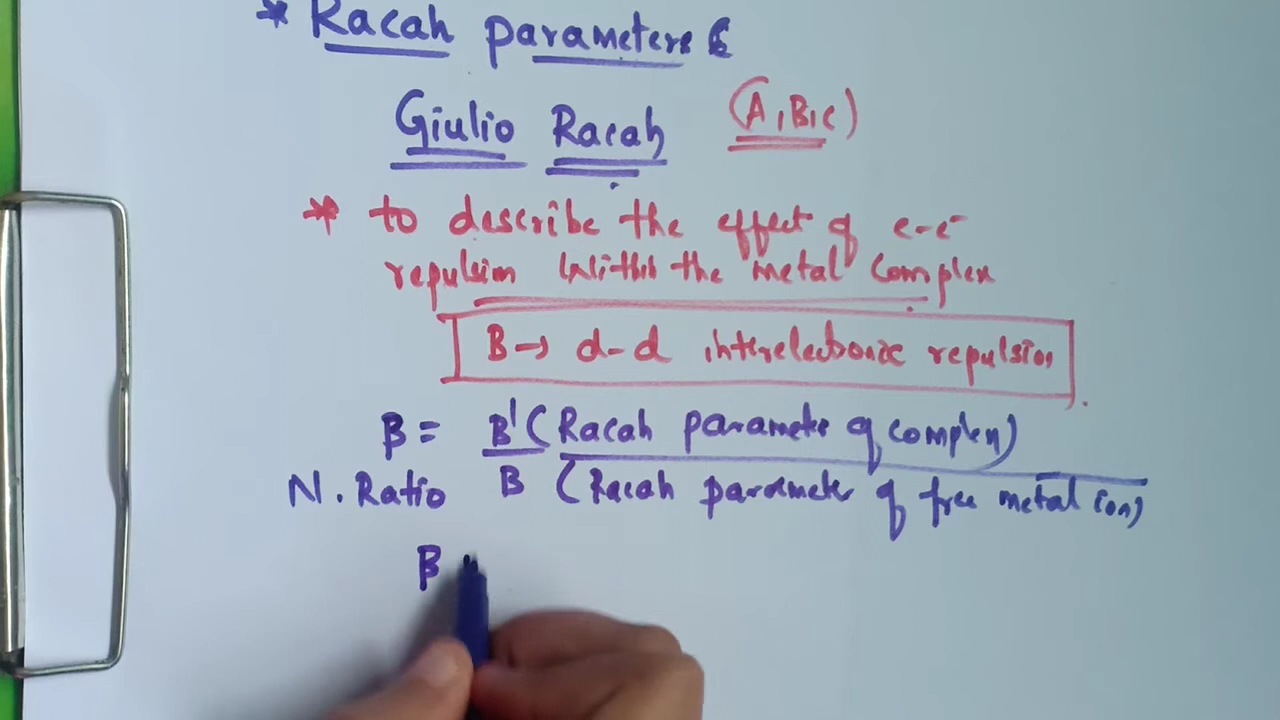 * Racah parameters
Giulio Racah (A, B, C)
* to describe the effect of e-e⁻
repulsion within the metal complex
B → d-d interelectronic repulsion
β = B' (Racah parameter of complex)
N. Ratio B (Racah parameter of free metal ion)
β